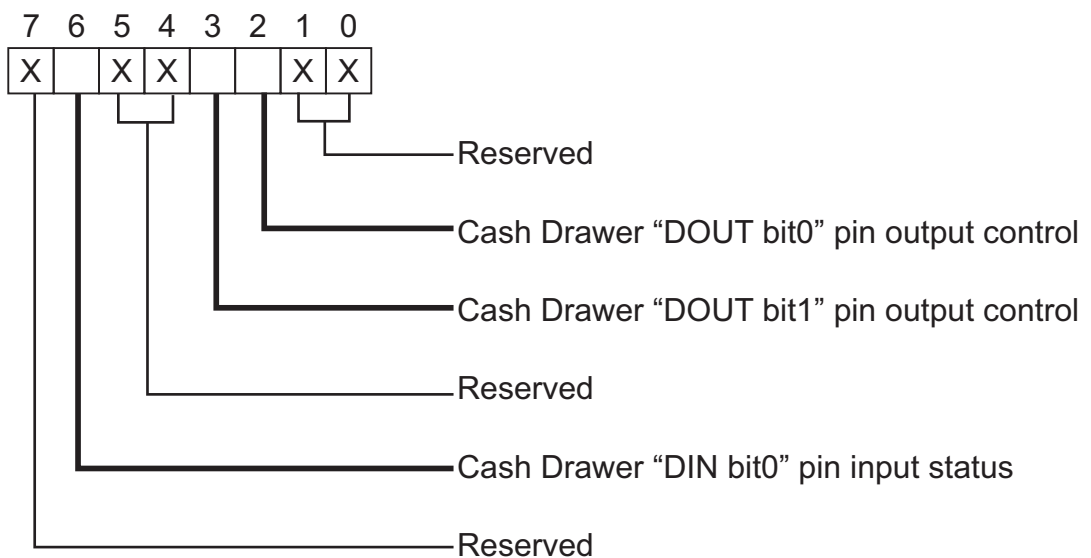 7 6 5 4 3 2 1 0
X X X X X
Reserved
Cash Drawer “DOUT bit0” pin output control
Cash Drawer “DOUT bit1” pin output control
Reserved
Cash Drawer “DIN bit0” pin input status
Reserved